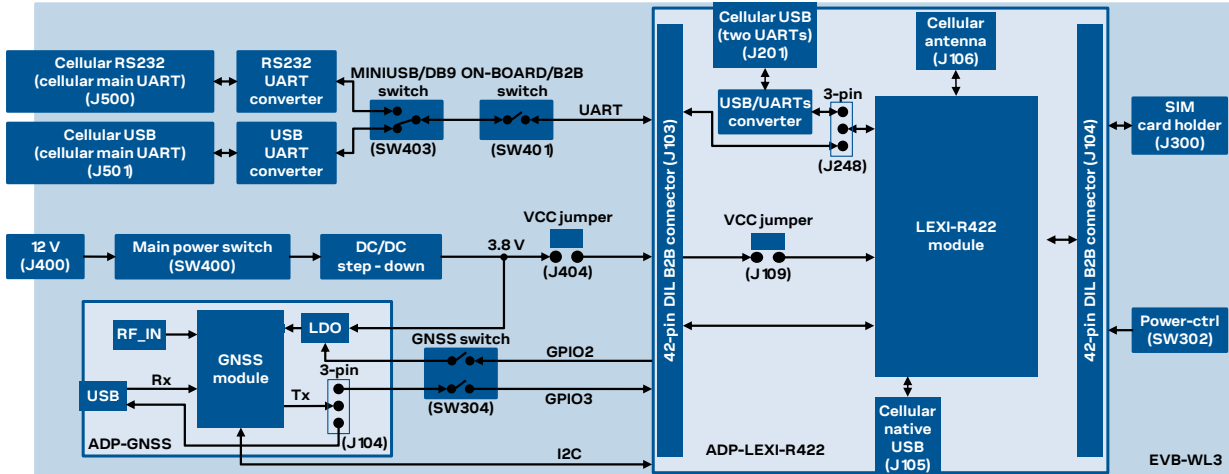 Cellular RS232
(cellular main UART)
(J500)
RS232
UART
converter
MINIUSB/DB9
switch
(SW403)
ON-BOARD/B2B
switch
(SW401)
UART
Cellular USB
(cellular main UART)
(J501)
USB
UART
converter
Cellular USB
(two UARTs)
(J201)
USB/UARTs
converter
3-pin
(J248)
Cellular
antenna
(J106)
42-pin DIL B2B connector (J103)
42-pin DIL B2B connector (J104)
SIM
card holder
(J300)
LEXI-R422
module
12 V
(J400)
Main power switch
(SW400)
DC/DC
step - down
3.8 V
VCC jumper
(J404)
VCC jumper
(J109)
RF_IN
GNSS
module
LDO
GNSS switch
(SW304)
GPIO2
GPIO3
USB
Rx
Tx
3-pin
(J104)
ADP-GNSS
I2C
Power-ctrl
(SW302)
Cellular
native
USB
(J105)
ADP-LEXI-R422
EVB-WL3